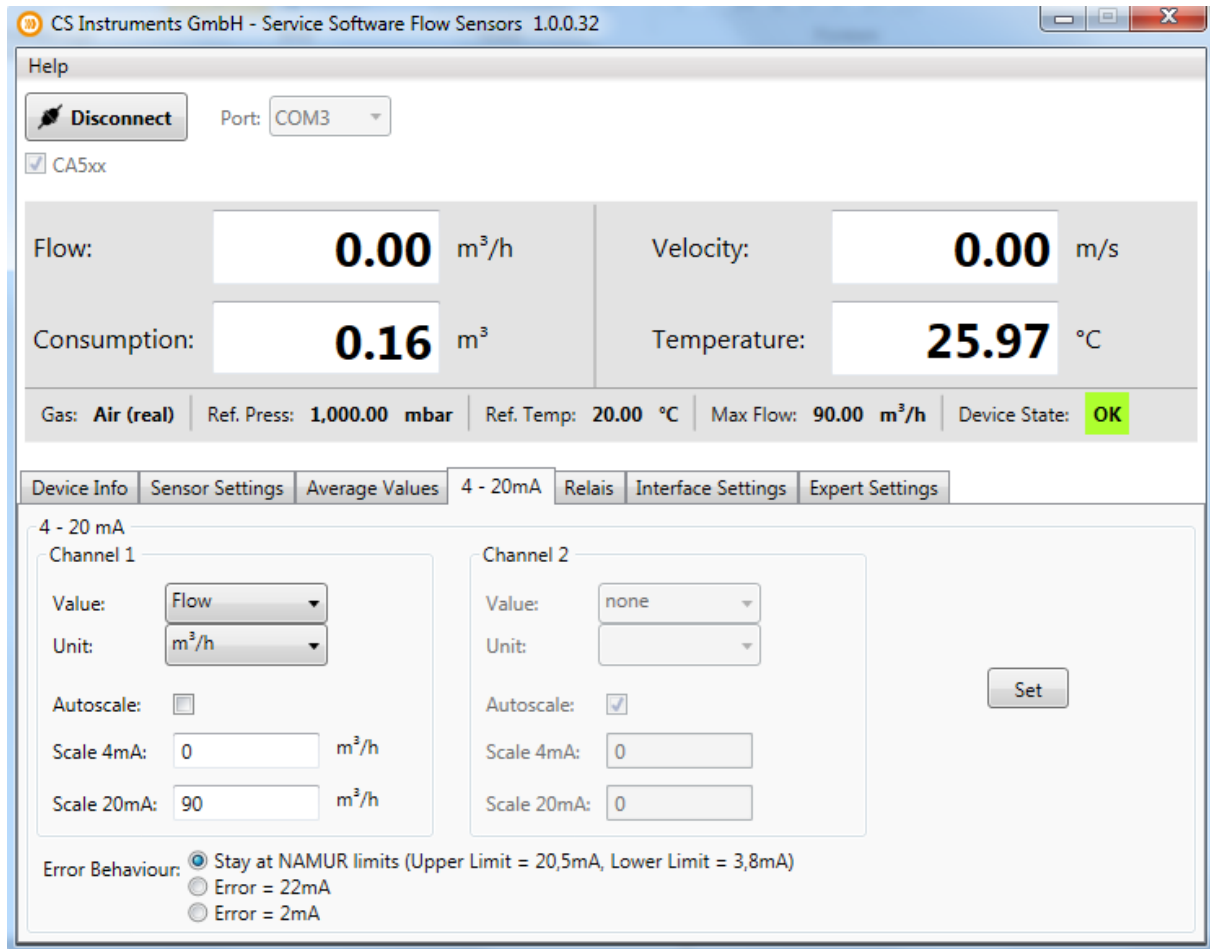 CS Instruments GmbH - Service Software Flow Sensors 1.0.0.32
Help
Disconnect Port: COM3
CA5xx
Flow: 0.00 m³/h Velocity: 0.00 m/s
Consumption: 0.16 m³ Temperature: 25.97 °C
Gas: Air (real) Ref. Press: 1,000.00 mbar Ref. Temp: 20.00 °C Max Flow: 90.00 m³/h Device State: OK
Device Info Sensor Settings Average Values 4 - 20mA Relais Interface Settings Expert Settings
4 - 20 mA
Channel 1 Channel 2
Value: Flow Value: none
Unit: m³/h Unit:
Set
Autoscale: Autoscale:
Scale 4mA: 0 m³/h Scale 4mA: 0
Scale 20mA: 90 m³/h Scale 20mA: 0
Error Behaviour: Stay at NAMUR limits (Upper Limit = 20,5mA, Lower Limit = 3,8mA)
Error = 22mA
Error = 2mA